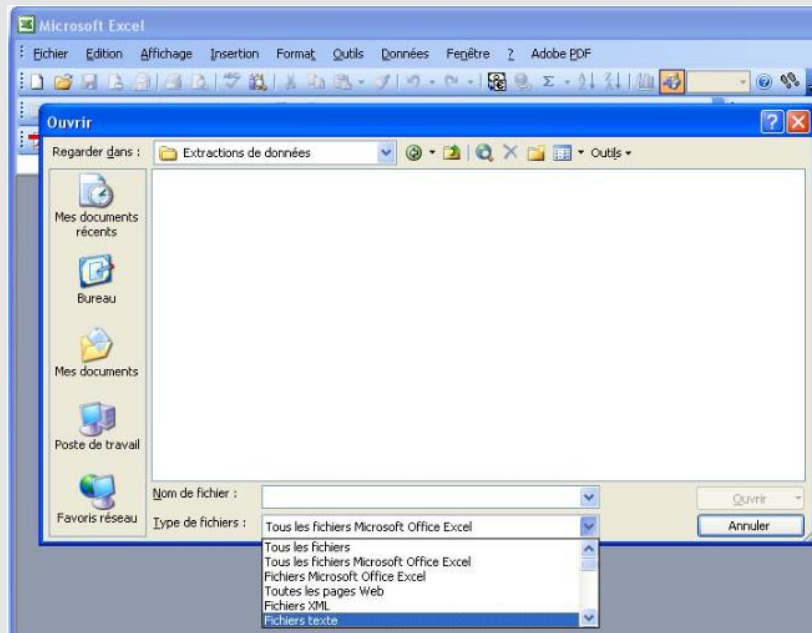 Microsoft Excel
Fichier Edition Affichage Insertion Format Outils Données Fenêtre ? Adobe PDF
Ouvrir
Regarder dans : Extractions de données Outils
Mes documents
récents
Bureau
Mes documents
Poste de travail
Favoris réseau
Nom de fichier : Ouvrir
Type de fichiers : Tous les fichiers Microsoft Office Excel Annuler
Tous les fichiers
Tous les fichiers Microsoft Office Excel
Fichiers Microsoft Office Excel
Toutes les pages Web
Fichiers XML
Fichiers texte